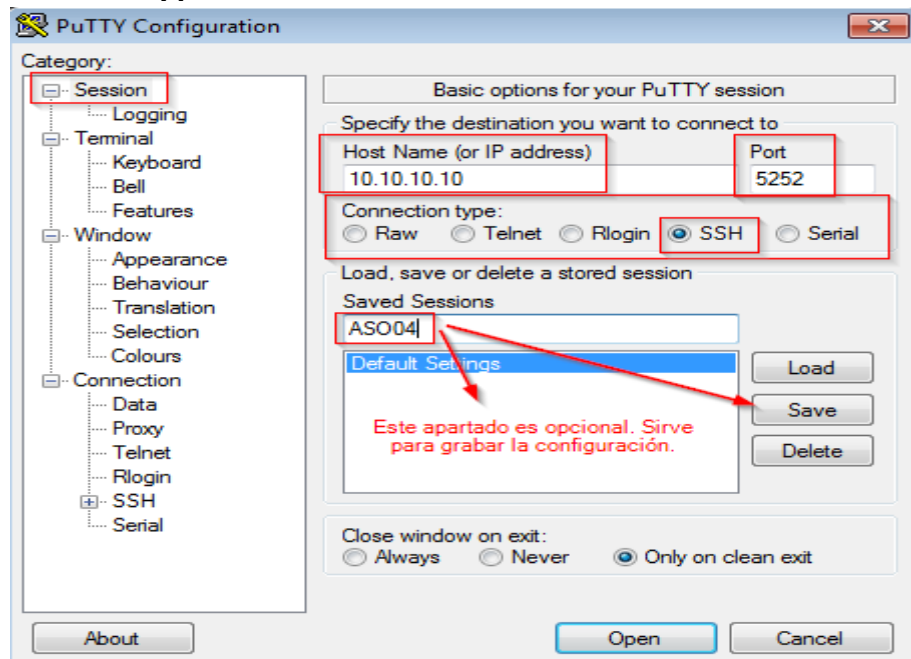 PuTTY Configuration
Category:
Session
Logging
Terminal
Keyboard
Bell
Features
Window
Appearance
Behaviour
Translation
Selection
Colours
Connection
Data
Proxy
Telnet
Rlogin
SSH
Serial
Basic options for your PuTTY session
Specify the destination you want to connect to
Host Name (or IP address) Port
10.10.10.10 5252
Connection type:
Raw Telnet Rlogin SSH Serial
Load, save or delete a stored session
Saved Sessions
ASO04
Default Settings
Load
Este apartado es opcional. Sirve
para grabar la configuración.
Save
Delete
Close window on exit:
Always Never Only on clean exit
About Open Cancel